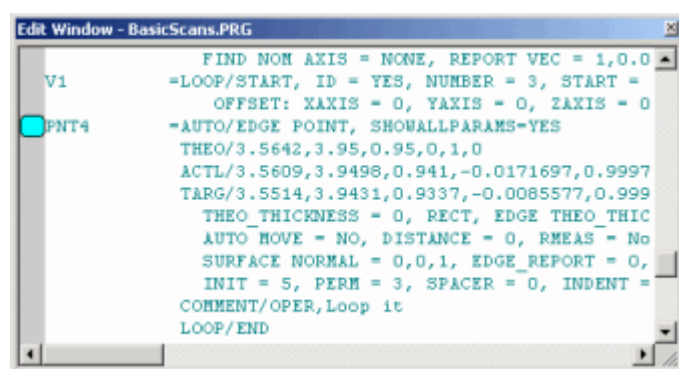 Edit Window - BasicScans.PRG
FIND NOM AXIS = NONE, REPORT VEC = 1,0.0
V1 =LOOP/START, ID = YES, NUMBER = 3, START =
OFFSET: XAXIS = 0, YAXIS = 0, ZAXIS = 0
PNT4 =AUTO/EDGE POINT, SHOWALLPARAMS=YES
THEO/3.5642,3.95,0.95,0,1,0
ACTL/3.5609,3.9498,0.941,-0.0171697,0.9997
TARG/3.5514,3.9431,0.9337,-0.0085577,0.999
THEO_THICKNESS = 0, RECT, EDGE THEO_THIC
AUTO MOVE = NO, DISTANCE = 0, RMEAS = No
SURFACE NORMAL = 0,0,1, EDGE_REPORT = 0,
INIT = 5, PERM = 3, SPACER = 0, INDENT =
COMMENT/OPER,Loop it
LOOP/END